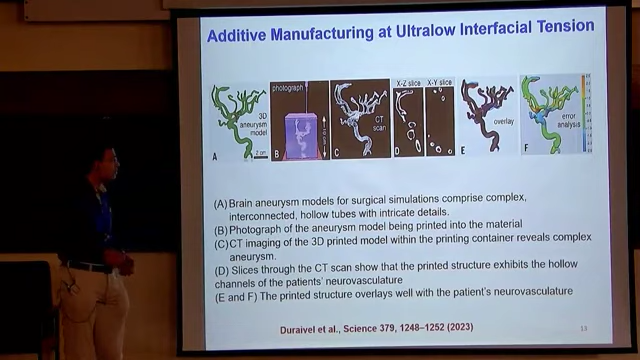 Additive Manufacturing at Ultralow Interfacial Tension
3D
aneurysm
model
2 cm
A
photograph
B
CT
scan
C
X-Z slice
X-Y slice
D
overlay
E
error
analysis
F
(A) Brain aneurysm models for surgical simulations comprise complex,
interconnected, hollow tubes with intricate details.
(B) Photograph of the aneurysm model being printed into the material
(C) CT imaging of the 3D printed model within the printing container reveals complex
aneurysm.
(D) Slices through the CT scan show that the printed structure exhibits the hollow
channels of the patients' neurovasculature
(E and F) The printed structure overlays well with the patient's neurovasculature
Duraivel et al., Science 379, 1248–1252 (2023)
13